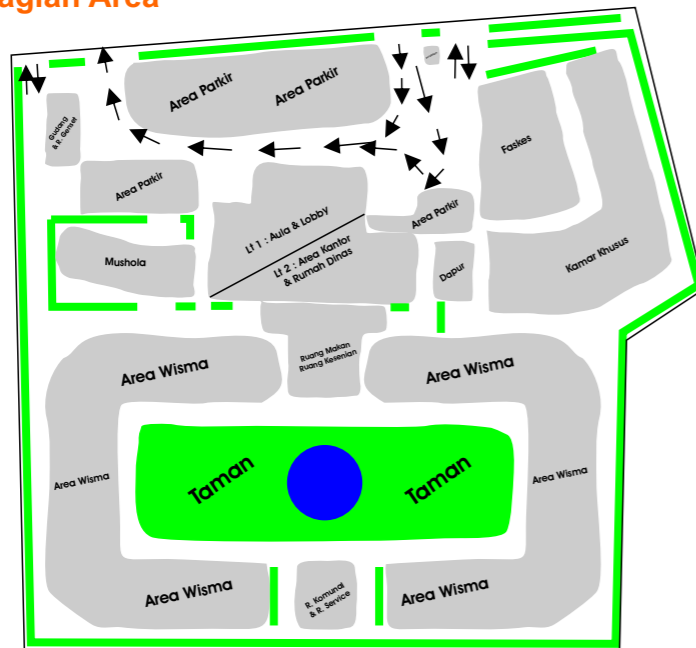 agian Area
Area Parkir
Area Parkir
Gudang
& R. Genset
Faskes
Area Parkir
Area Parkir
Lt 1 : Aula & Lobby
Lt 2 : Area Kantor
& Rumah Dinas
Mushola
Dapur
Kamar Khusus
Ruang Makan
Ruang Kesenian
Area Wisma
Area Wisma
Area Wisma
Taman
Taman
Area Wisma
Area Wisma
R. Komunal
& R. Service
Area Wisma